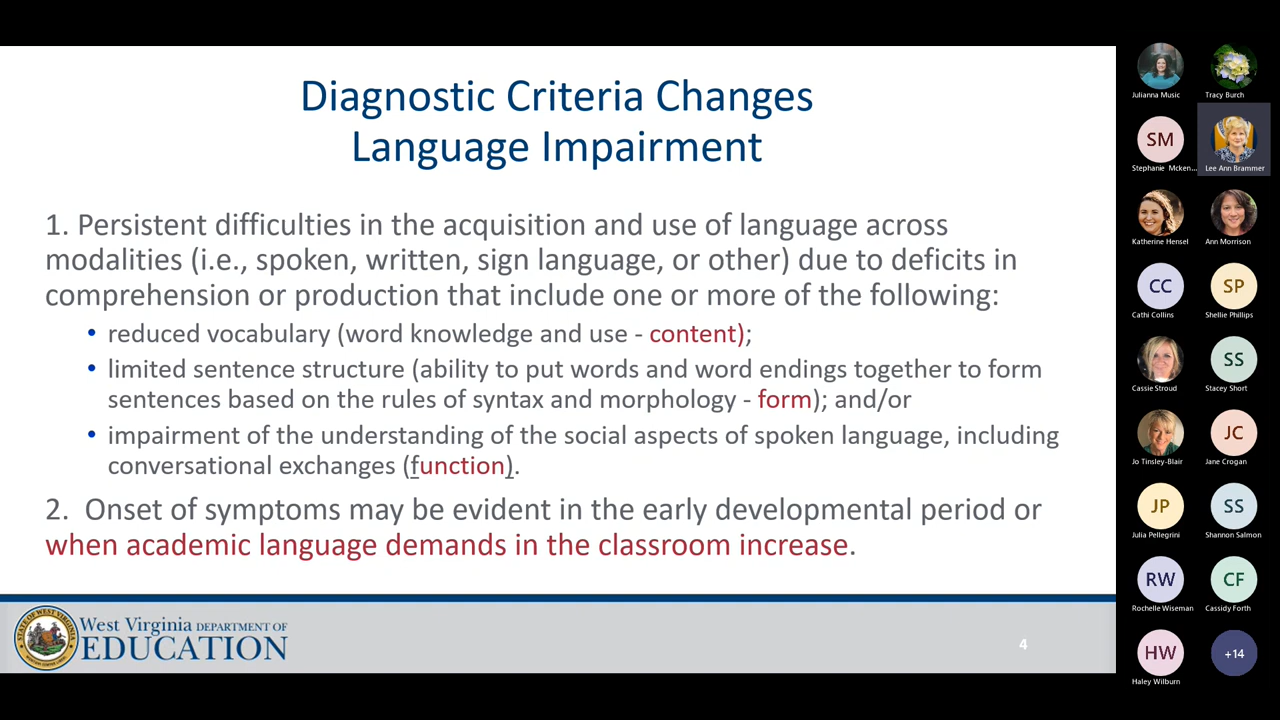 Diagnostic Criteria Changes
Language Impairment
1. Persistent difficulties in the acquisition and use of language across
modalities (i.e., spoken, written, sign language, or other) due to deficits in
comprehension or production that include one or more of the following:
• reduced vocabulary (word knowledge and use - content);
• limited sentence structure (ability to put words and word endings together to form
sentences based on the rules of syntax and morphology - form); and/or
• impairment of the understanding of the social aspects of spoken language, including
conversational exchanges (function).
2. Onset of symptoms may be evident in the early developmental period or
when academic language demands in the classroom increase.
West Virginia DEPARTMENT OF
EDUCATION
4
Julianna Music
Tracy Burch
SM
Stephanie Mcken...
Lee Ann Brammer
Katherine Hensel
Ann Morrison
CC
Cathi Collins
SP
Shellie Phillips
Cassie Stroud
SS
Stacey Short
Jo Tinsley-Blair
JC
Jane Crogan
JP
Julia Pellegrini
SS
Shannon Salmon
RW
Rochelle Wiseman
CF
Cassidy Forth
HW
Haley Wilburn
+14